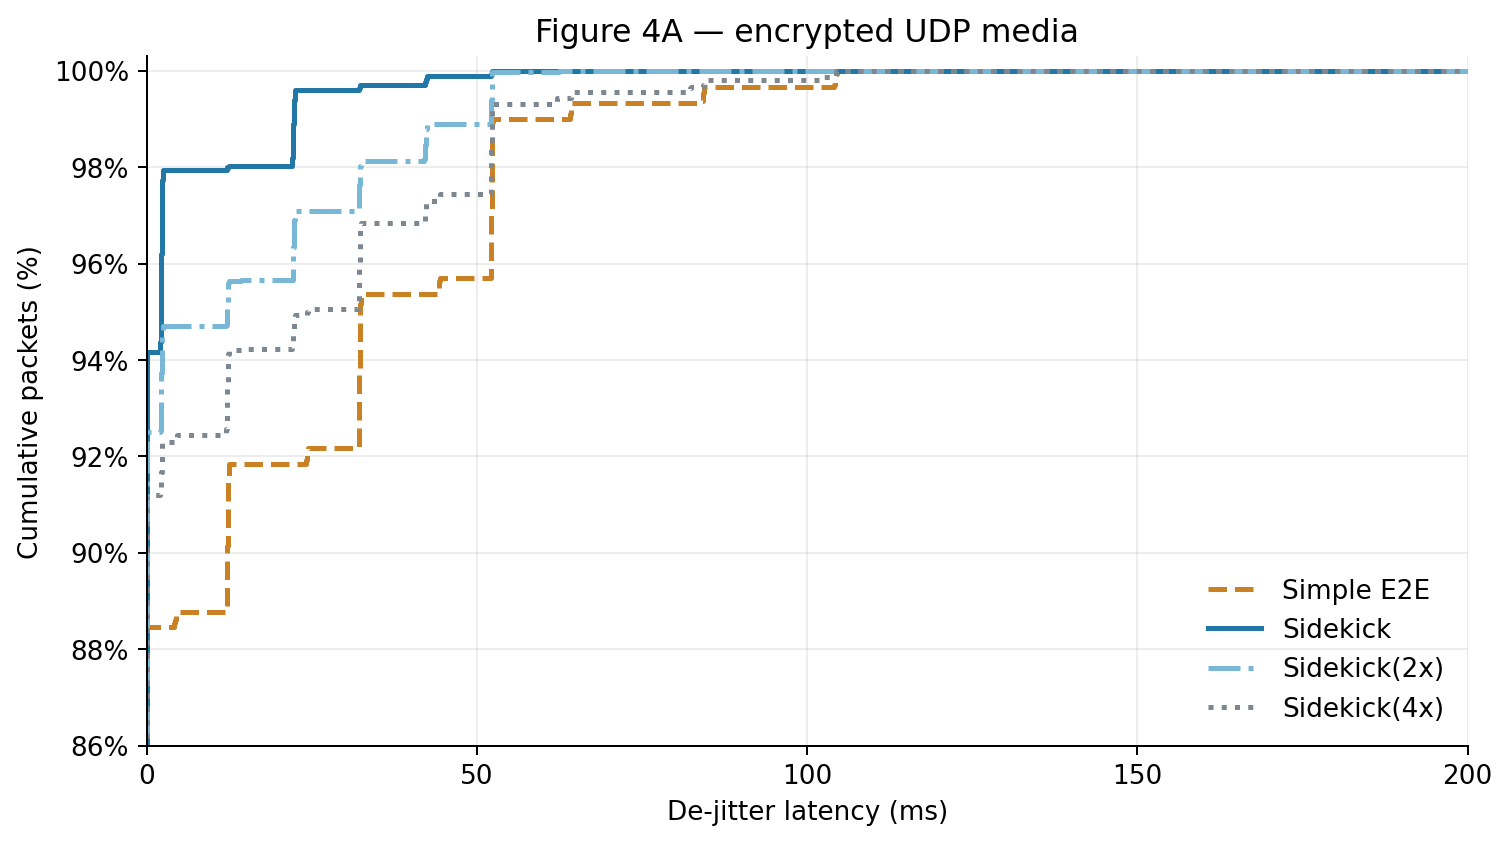 Figure 4A — encrypted UDP media
100%
98%
96%
94%
92%
90%
88%
86%
Cumulative packets (%)
0
50
100
150
200
De-jitter latency (ms)
Simple E2E
Sidekick
Sidekick(2x)
Sidekick(4x)